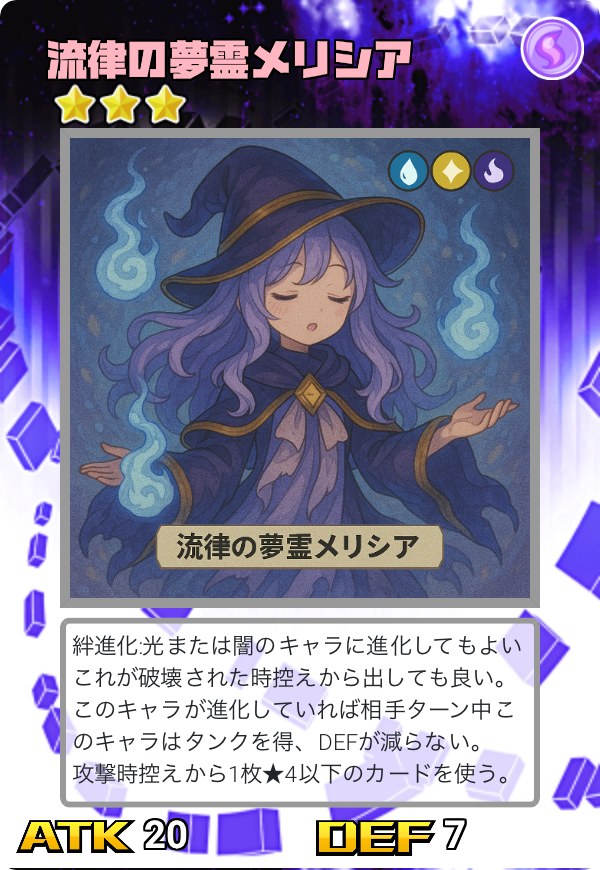 流律の夢霊メリシア
流律の夢霊メリシア
絆進化:光または闇のキャラに進化してもよい
これが破壊された時控えから出しても良い。
このキャラが進化していれば相手ターン中こ
のキャラはタンクを得、DEFが減らない。
攻撃時控えから1枚★4以下のカードを使う。
ATK 20 DEF 7